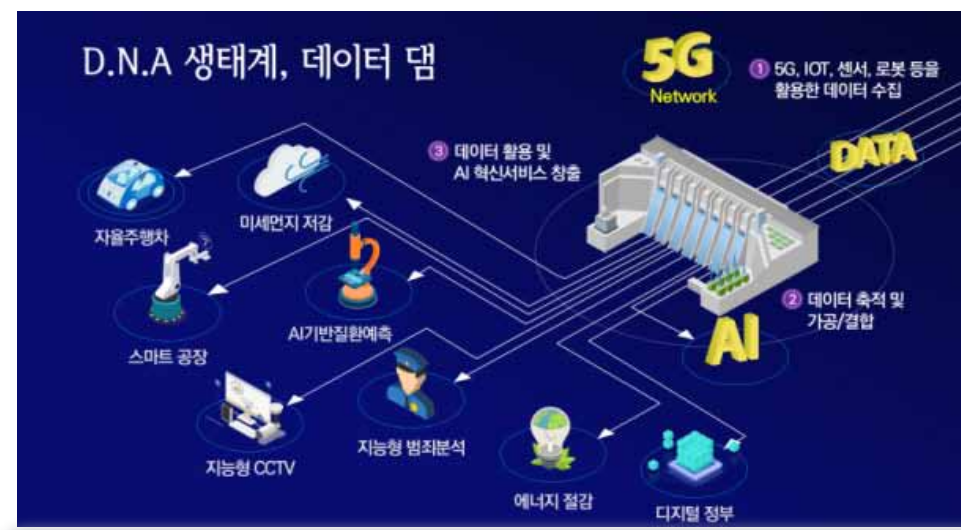 D.N.A 생태계, 데이터 댐
5G
Network
① 5G, IOT, 센서, 로봇 등을
활용한 데이터 수집
DATA
③ 데이터 활용 및
AI 혁신서비스 창출
자율주행차
미세먼지 저감
② 데이터 축적 및
가공/결합
AI
스마트 공장
AI기반질환예측
지능형 CCTV
지능형 범죄분석
에너지 절감
디지털 정부